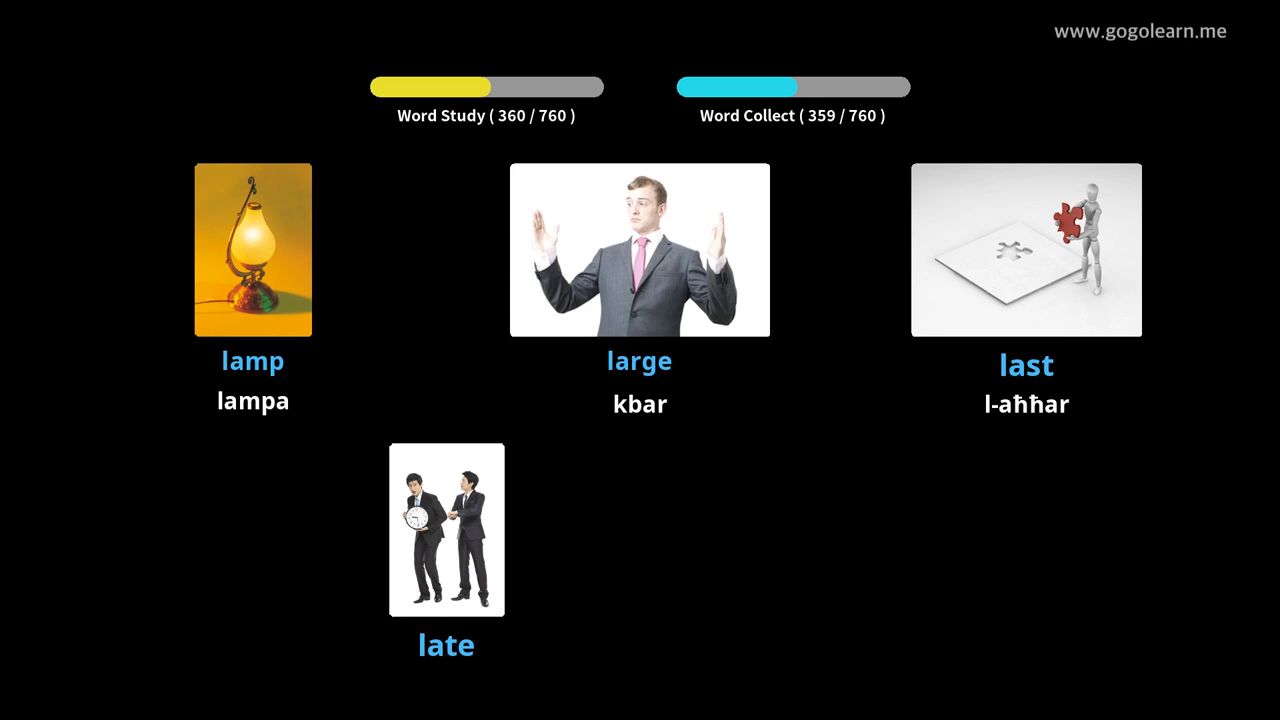 www.gogolearn.me
Word Study ( 360 / 760 )
Word Collect ( 359 / 760 )
lamp
lampa
large
kbar
last
l-aħħar
late